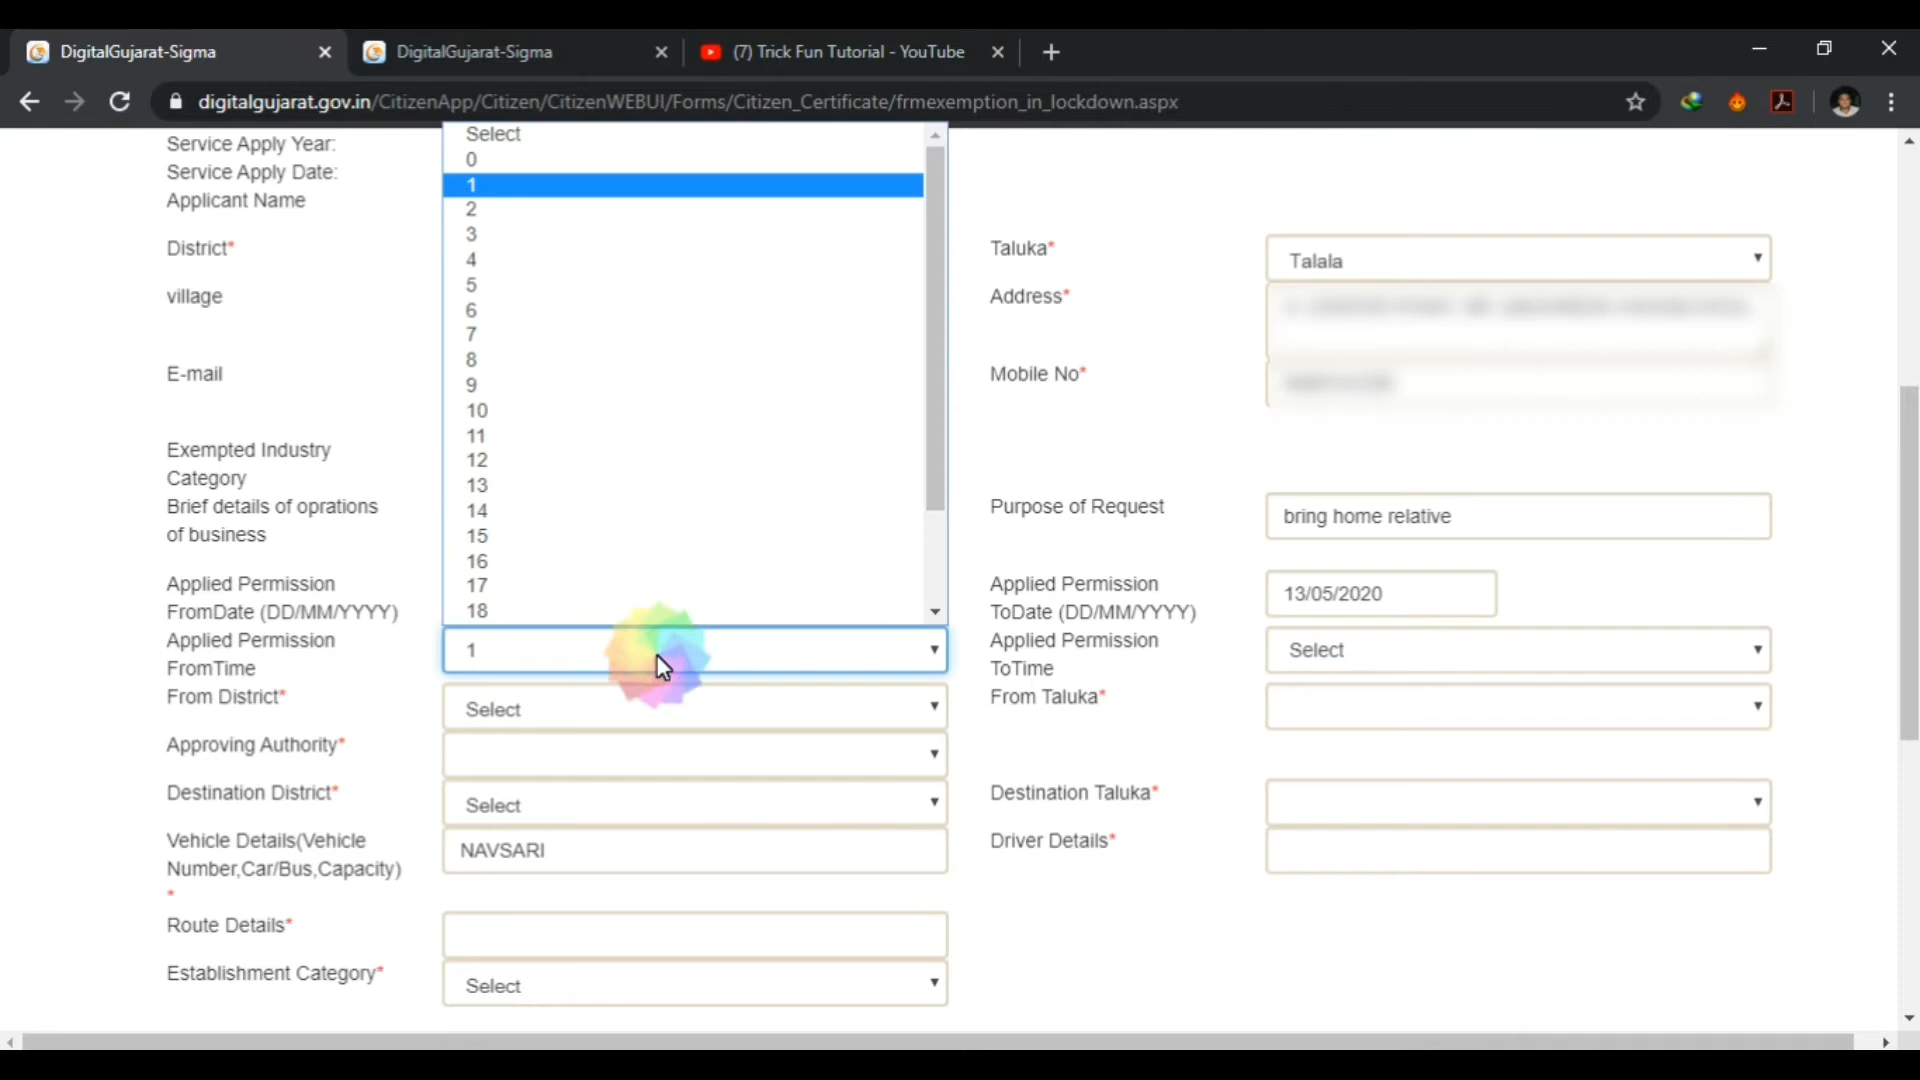 DigitalGujarat-Sigma
DigitalGujarat-Sigma
(7) Trick Fun Tutorial - YouTube
digitalgujarat.gov.in/CitizenApp/Citizen/CitizenWEBUI/Forms/Citizen_Certificate/frmexemption_in_lockdown.aspx
Service Apply Year:
Service Apply Date:
Applicant Name
District*
village
E-mail
Exempted Industry
Category
Brief details of oprations
of business
Applied Permission
FromDate (DD/MM/YYYY)
Applied Permission
FromTime
From District*
Approving Authority*
Destination District*
Vehicle Details(Vehicle
Number,Car/Bus,Capacity)
*
Route Details*
Establishment Category*
Select
0
1
2
3
4
5
6
7
8
9
10
11
12
13
14
15
16
17
18
1
Select
Select
NAVSARI
Select
Taluka*
Talala
Address*
Mobile No*
Purpose of Request
bring home relative
Applied Permission
ToDate (DD/MM/YYYY)
13/05/2020
Applied Permission
ToTime
Select
From Taluka*
Destination Taluka*
Driver Details*